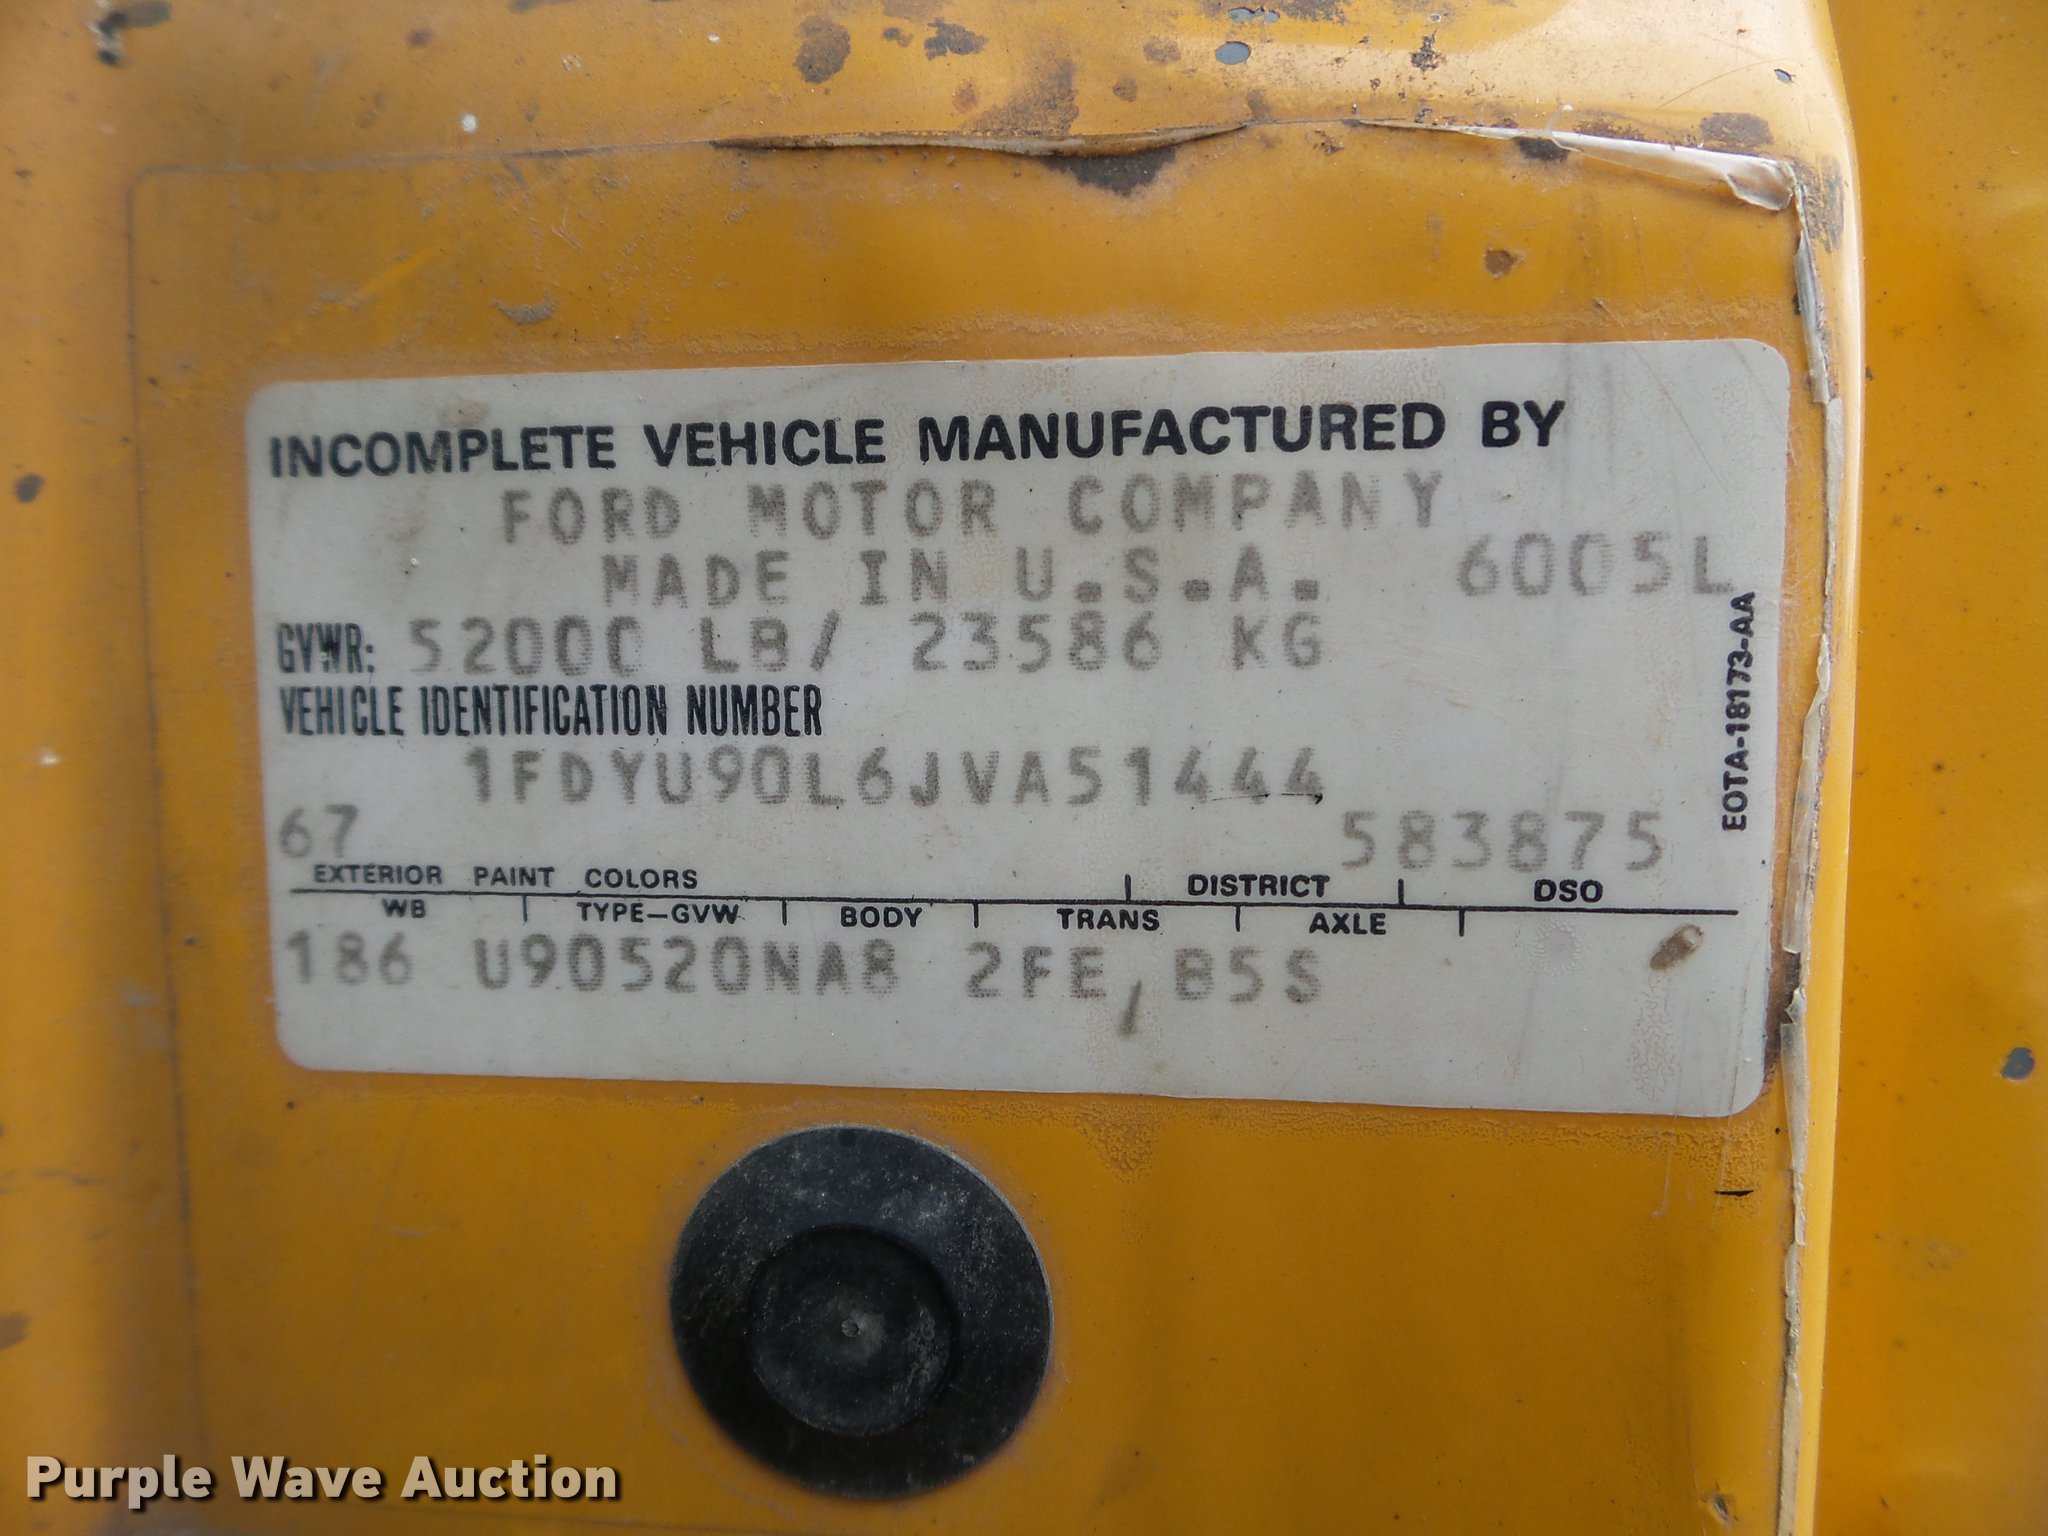 INCOMPLETE VEHICLE MANUFACTURED BY
FORD MOTOR COMPANY
MADE IN U.S.A. 6005L
GVWR: 52000 LB/ 23586 KG
VEHICLE IDENTIFICATION NUMBER
1FDYU90L6JVA51444
67 583875
EXTERIOR PAINT COLORS DISTRICT DSO
WB TYPE-GVW BODY TRANS AXLE
186 U90520NA8 2FE,B5S
EOTA-18173-AA
Purple Wave Auction